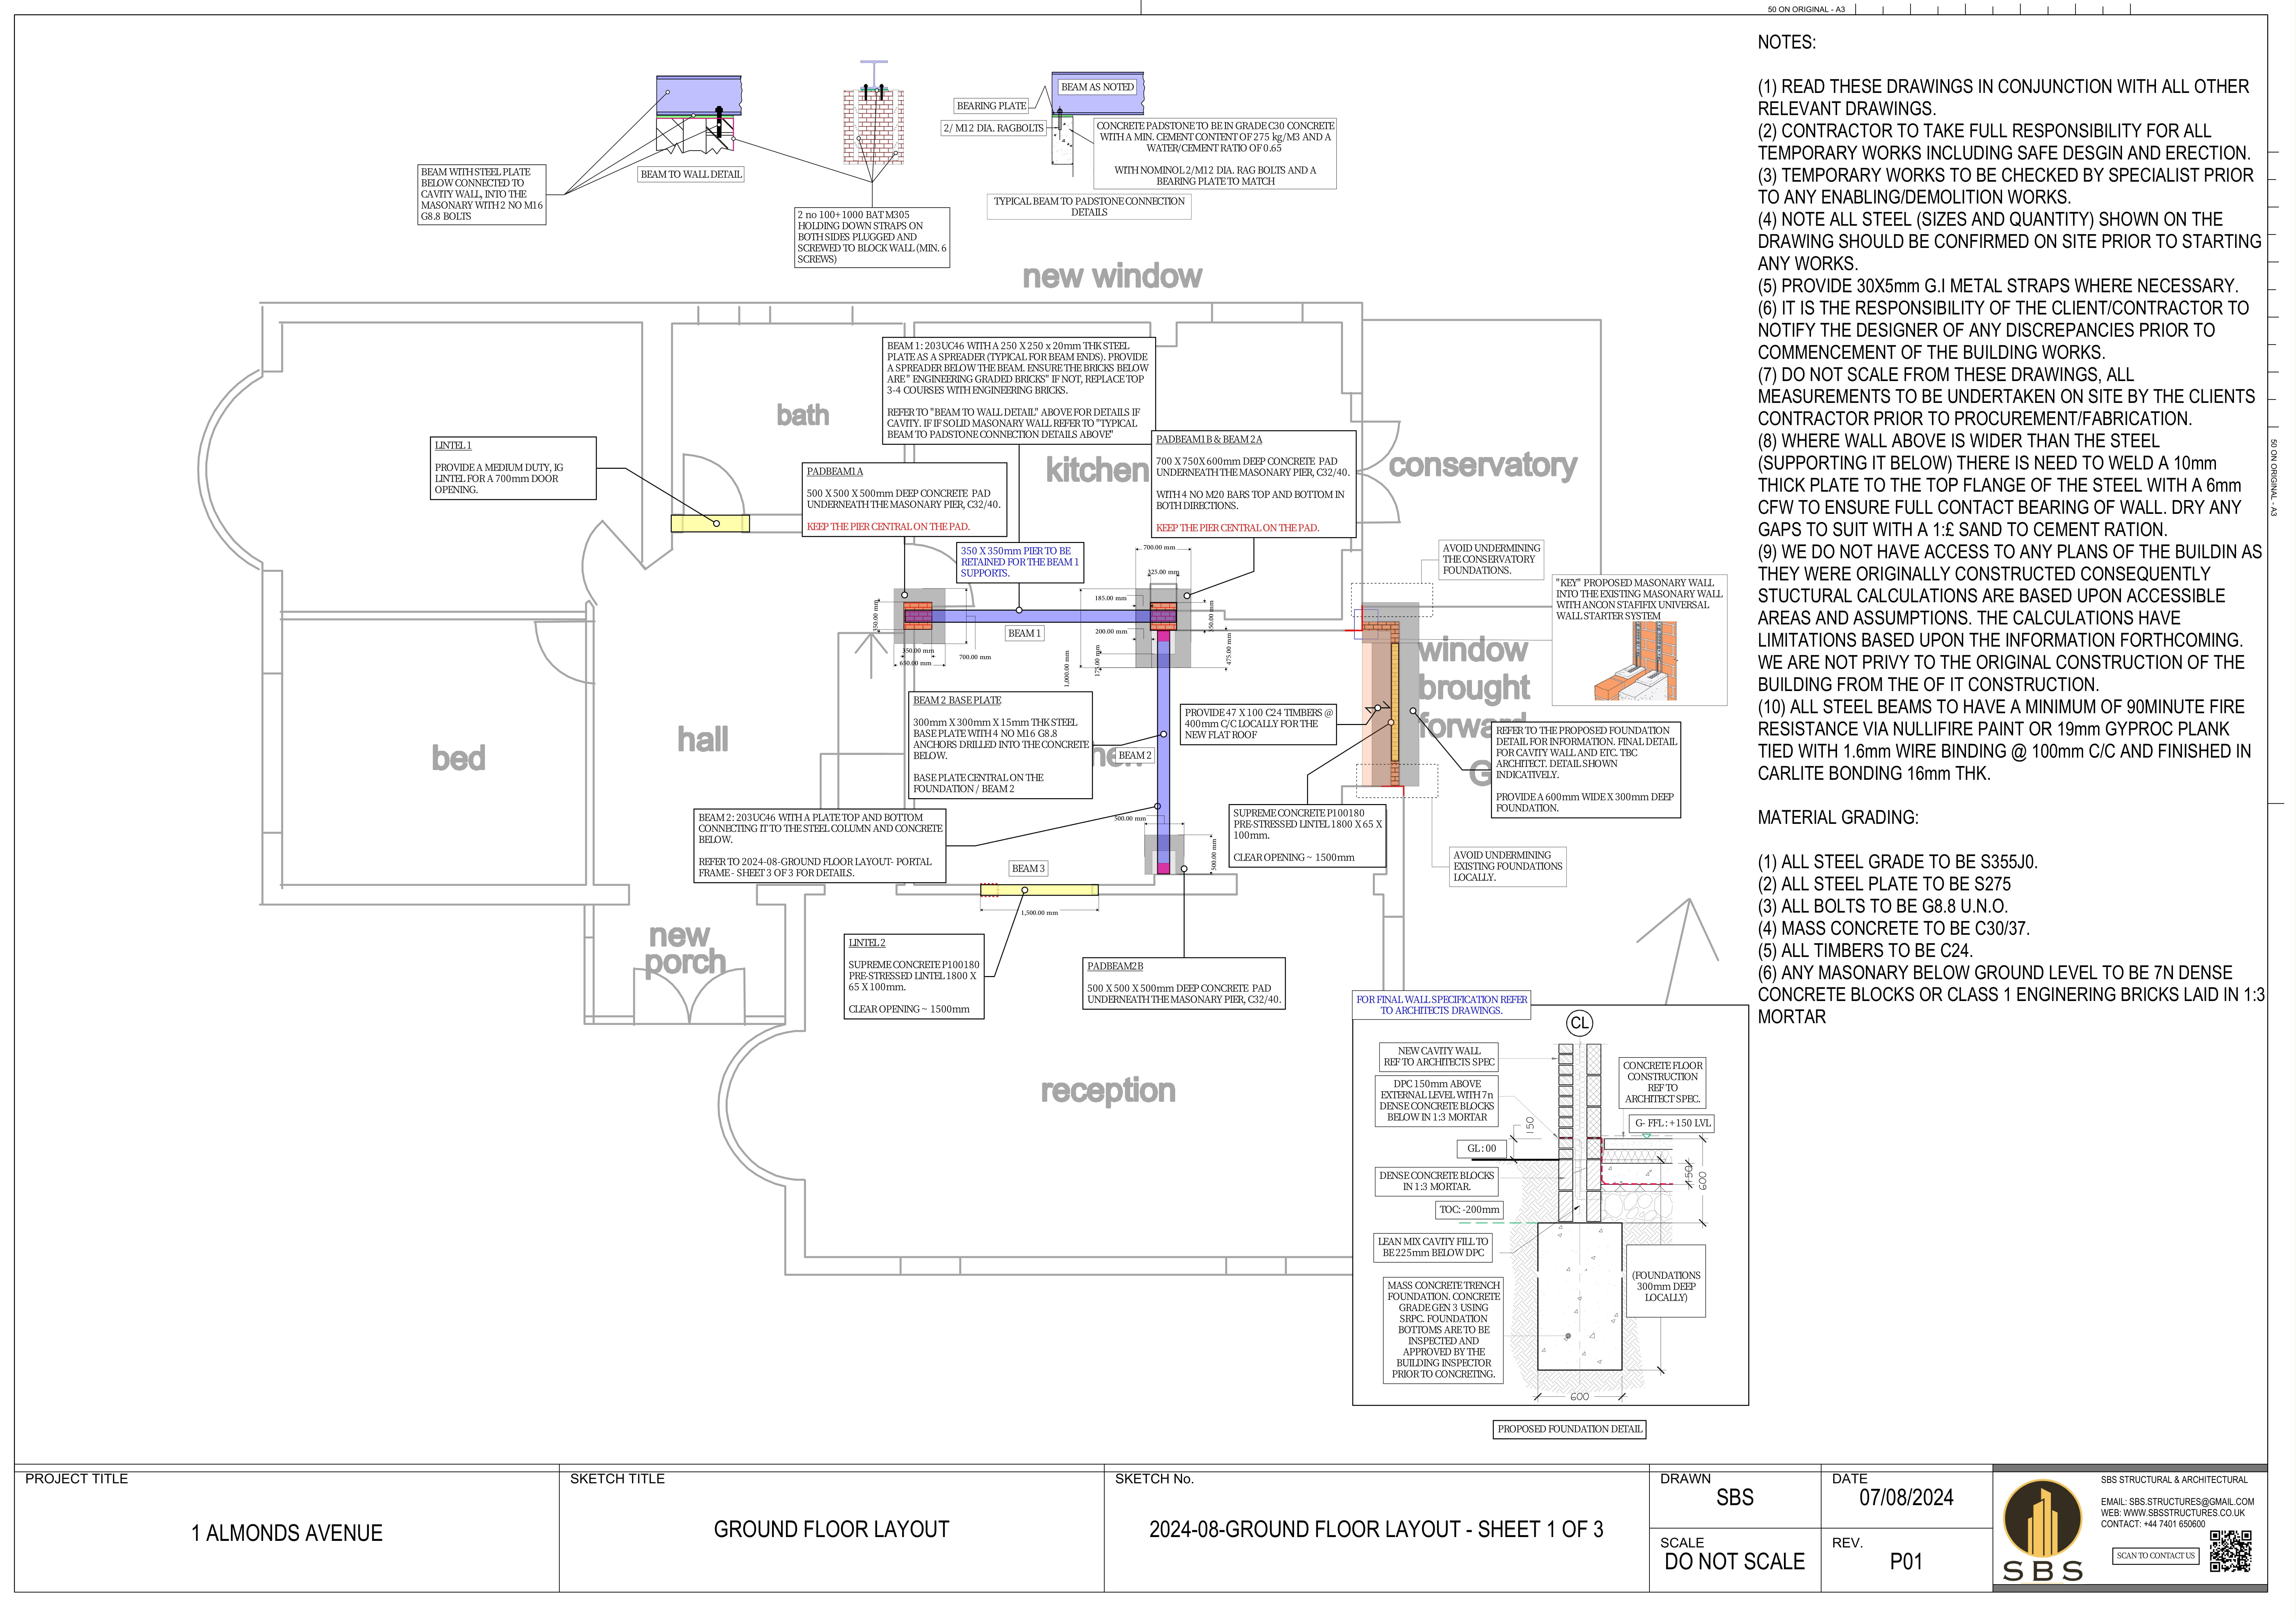 50 ON ORIGINAL - A3
NOTES:
(1) READ THESE DRAWINGS IN CONJUNCTION WITH ALL OTHER
RELEVANT DRAWINGS.
(2) CONTRACTOR TO TAKE FULL RESPONSIBILITY FOR ALL
TEMPORARY WORKS INCLUDING SAFE DESGIN AND ERECTION.
(3) TEMPORARY WORKS TO BE CHECKED BY SPECIALIST PRIOR
TO ANY ENABLING/DEMOLITION WORKS.
(4) NOTE ALL STEEL (SIZES AND QUANTITY) SHOWN ON THE
DRAWING SHOULD BE CONFIRMED ON SITE PRIOR TO STARTING
ANY WORKS.
(5) PROVIDE 30X5mm G.I METAL STRAPS WHERE NECESSARY.
(6) IT IS THE RESPONSIBILITY OF THE CLIENT/CONTRACTOR TO
NOTIFY THE DESIGNER OF ANY DISCREPANCIES PRIOR TO
COMMENCEMENT OF THE BUILDING WORKS.
(7) DO NOT SCALE FROM THESE DRAWINGS, ALL
MEASUREMENTS TO BE UNDERTAKEN ON SITE BY THE CLIENTS
CONTRACTOR PRIOR TO PROCUREMENT/FABRICATION.
(8) WHERE WALL ABOVE IS WIDER THAN THE STEEL
(SUPPORTING IT BELOW) THERE IS NEED TO WELD A 10mm
THICK PLATE TO THE TOP FLANGE OF THE STEEL WITH A 6mm
CFW TO ENSURE FULL CONTACT BEARING OF WALL. DRY ANY
GAPS TO SUIT WITH A 1:£ SAND TO CEMENT RATION.
(9) WE DO NOT HAVE ACCESS TO ANY PLANS OF THE BUILDIN AS
THEY WERE ORIGINALLY CONSTRUCTED CONSEQUENTLY
STUCTURAL CALCULATIONS ARE BASED UPON ACCESSIBLE
AREAS AND ASSUMPTIONS. THE CALCULATIONS HAVE
LIMITATIONS BASED UPON THE INFORMATION FORTHCOMING.
WE ARE NOT PRIVY TO THE ORIGINAL CONSTRUCTION OF THE
BUILDING FROM THE OF IT CONSTRUCTION.
(10) ALL STEEL BEAMS TO HAVE A MINIMUM OF 90MINUTE FIRE
RESISTANCE VIA NULLIFIRE PAINT OR 19mm GYPROC PLANK
TIED WITH 1.6mm WIRE BINDING @ 100mm C/C AND FINISHED IN
CARLITE BONDING 16mm THK.
MATERIAL GRADING:
(1) ALL STEEL GRADE TO BE S355J0.
(2) ALL STEEL PLATE TO BE S275
(3) ALL BOLTS TO BE G8.8 U.N.O.
(4) MASS CONCRETE TO BE C30/37.
(5) ALL TIMBERS TO BE C24.
(6) ANY MASONARY BELOW GROUND LEVEL TO BE 7N DENSE
CONCRETE BLOCKS OR CLASS 1 ENGINERING BRICKS LAID IN 1:3
MORTAR
50 ON ORIGINAL - A3
BEAM WITH STEEL PLATE
BELOW CONNECTED TO
CAVITY WALL, INTO THE
MASONARY WITH 2 NO M16
G8.8 BOLTS
BEAM TO WALL DETAIL
2 no 100+1000 BAT M305
HOLDING DOWN STRAPS ON
BOTH SIDES PLUGGED AND
SCREWED TO BLOCK WALL (MIN. 6
SCREWS)
BEAM AS NOTED
BEARING PLATE
2/ M12 DIA. RAGBOLTS
CONCRETE PADSTONE TO BE IN GRADE C30 CONCRETE
WITH A MIN. CEMENT CONTENT OF 275 kg/M3 AND A
WATER/CEMENT RATIO OF 0.65
WITH NOMINOL 2/M12 DIA. RAG BOLTS AND A
BEARING PLATE TO MATCH
TYPICAL BEAM TO PADSTONE CONNECTION
DETAILS
new window
BEAM 1: 203UC46 WITH A 250 X 250 x 20mm THK STEEL
PLATE AS A SPREADER (TYPICAL FOR BEAM ENDS). PROVIDE
A SPREADER BELOW THE BEAM. ENSURE THE BRICKS BELOW
ARE " ENGINEERING GRADED BRICKS" IF NOT, REPLACE TOP
3-4 COURSES WITH ENGINEERING BRICKS.
REFER TO "BEAM TO WALL DETAIL" ABOVE FOR DETAILS IF
CAVITY. IF IF SOLID MASONARY WALL REFER TO "TYPICAL
BEAM TO PADSTONE CONNECTION DETAILS ABOVE"
bath
kitchen
conservatory
LINTEL 1
PROVIDE A MEDIUM DUTY, IG
LINTEL FOR A 700mm DOOR
OPENING.
PADBEAM1A
500 X 500 X 500mm DEEP CONCRETE PAD
UNDERNEATH THE MASONARY PIER, C32/40.
KEEP THE PIER CENTRAL ON THE PAD.
PADBEAM1B & BEAM 2A
700 X 750X 600mm DEEP CONCRETE PAD
UNDERNEATH THE MASONARY PIER, C32/40.
WITH 4 NO M20 BARS TOP AND BOTTOM IN
BOTH DIRECTIONS.
KEEP THE PIER CENTRAL ON THE PAD.
350 X 350mm PIER TO BE
RETAINED FOR THE BEAM 1
SUPPORTS.
700.00 mm
325.00 mm
185.00 mm
350.00 mm
350.00 mm
200.00 mm
475.00 mm
175.00 mm
1,000.00 mm
350.00 mm
650.00 mm
700.00 mm
BEAM 1
AVOID UNDERMINING
THE CONSERVATORY
FOUNDATIONS.
"KEY" PROPOSED MASONARY WALL
INTO THE EXISTING MASONARY WALL
WITH ANCON STAFIFIX UNIVERSAL
WALL STARTER SYSTEM
window
brought
forward
bed
hall
BEAM 2 BASE PLATE
300mm X 300mm X 15mm THK STEEL
BASE PLATE WITH 4 NO M16 G8.8
ANCHORS DRILLED INTO THE CONCRETE
BELOW.
BASE PLATE CENTRAL ON THE
FOUNDATION / BEAM 2
BEAM 2
PROVIDE 47 X 100 C24 TIMBERS @
400mm C/C LOCALLY FOR THE
NEW FLAT ROOF
REFER TO THE PROPOSED FOUNDATION
DETAIL FOR INFORMATION. FINAL DETAIL
FOR CAVITY WALL AND ETC. TBC
ARCHITECT. DETAIL SHOWN
INDICATIVELY.
PROVIDE A 600mm WIDE X 300mm DEEP
FOUNDATION.
BEAM 2: 203UC46 WITH A PLATE TOP AND BOTTOM
CONNECTING IT TO THE STEEL COLUMN AND CONCRETE
BELOW.
REFER TO 2024-08-GROUND FLOOR LAYOUT- PORTAL
FRAME - SHEET 3 OF 3 FOR DETAILS.
500.00 mm
500.00 mm
SUPREME CONCRETE P100180
PRE-STRESSED LINTEL 1800 X 65 X
100mm.
CLEAR OPENING ~ 1500mm
AVOID UNDERMINING
EXISTING FOUNDATIONS
LOCALLY.
BEAM 3
1,500.00 mm
new
porch
LINTEL 2
SUPREME CONCRETE P100180
PRE-STRESSED LINTEL 1800 X
65 X 100mm.
CLEAR OPENING ~ 1500mm
PADBEAM2B
500 X 500 X 500mm DEEP CONCRETE PAD
UNDERNEATH THE MASONARY PIER, C32/40.
reception
FOR FINAL WALL SPECIFICATION REFER
TO ARCHITECTS DRAWINGS.
CL
NEW CAVITY WALL
REF TO ARCHITECTS SPEC
DPC 150mm ABOVE
EXTERNAL LEVEL WITH 7n
DENSE CONCRETE BLOCKS
BELOW IN 1:3 MORTAR
CONCRETE FLOOR
CONSTRUCTION
REF TO
ARCHITECT SPEC.
G- FFL : +150 LVL
150
GL : 00
DENSE CONCRETE BLOCKS
IN 1:3 MORTAR.
150
600
TOC: -200mm
LEAN MIX CAVITY FILL TO
BE 225mm BELOW DPC
(FOUNDATIONS
300mm DEEP
LOCALLY)
MASS CONCRETE TRENCH
FOUNDATION. CONCRETE
GRADE GEN 3 USING
SRPC. FOUNDATION
BOTTOMS ARE TO BE
INSPECTED AND
APPROVED BY THE
BUILDING INSPECTOR
PRIOR TO CONCRETING.
600
PROPOSED FOUNDATION DETAIL
PROJECT TITLE
1 ALMONDS AVENUE
SKETCH TITLE
GROUND FLOOR LAYOUT
SKETCH No.
2024-08-GROUND FLOOR LAYOUT - SHEET 1 OF 3
DRAWN
SBS
DATE
07/08/2024
SCALE
DO NOT SCALE
REV.
P01
SBS
SBS STRUCTURAL & ARCHITECTURAL
EMAIL: SBS.STRUCTURES@GMAIL.COM
WEB: WWW.SBSSTRUCTURES.CO.UK
CONTACT: +44 7401 650600
SCAN TO CONTACT US